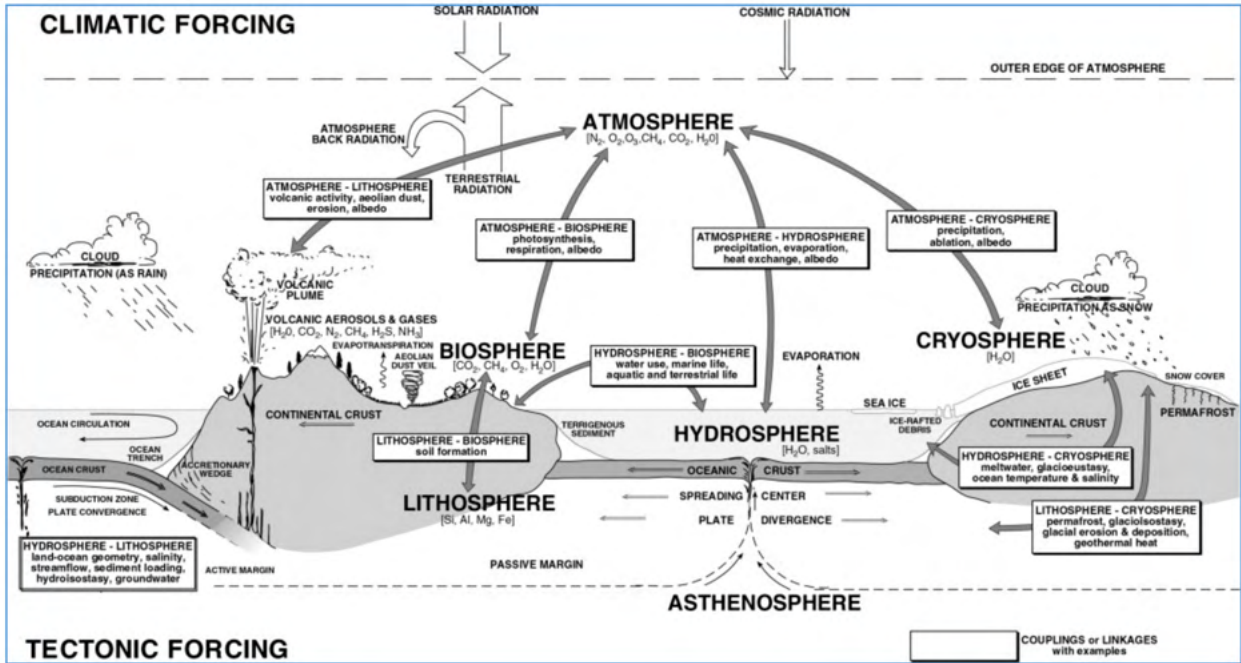 CLIMATIC FORCING
SOLAR RADIATION
COSMIC RADIATION
OUTER EDGE OF ATMOSPHERE
ATMOSPHERE
BACK RADIATION
TERRESTRIAL
RADIATION
ATMOSPHERE
[N₂, O₂,O₃,CH₄, CO₂, H₂0]
ATMOSPHERE - LITHOSPHERE
volcanic activity, aeolian dust,
erosion, albedo
ATMOSPHERE - BIOSPHERE
photosynthesis,
respiration, albedo
ATMOSPHERE - HYDROSPHERE
precipitation, evaporation,
heat exchange, albedo
ATMOSPHERE - CRYOSPHERE
precipitation,
ablation, albedo
CLOUD
PRECIPITATION (AS RAIN)
VOLCANIC
PLUME
VOLCANIC AEROSOLS & GASES
[H₂0, CO₂, N₂, CH₄, H₂S, NH₃]
EVAPOTRANSPIRATION
AEOLIAN
DUST VEIL
BIOSPHERE
[CO₂, CH₄, O₂, H₂O]
HYDROSPHERE - BIOSPHERE
water use, marine life,
aquatic and terrestrial life
EVAPORATION
CLOUD
PRECIPITATION AS SNOW
CRYOSPHERE
[H₂O]
ICE SHEET
SNOW COVER
PERMAFROST
SEA ICE
ICE-RAFTED
DEBRIS
CONTINENTAL CRUST
OCEAN CIRCULATION
OCEAN
TRENCH
OCEAN CRUST
ACCRETIONARY
WEDGE
CONTINENTAL CRUST
TERRIGENOUS
SEDIMENT
HYDROSPHERE
[H₂O, salts]
LITHOSPHERE - BIOSPHERE
soil formation
OCEANIC CRUST
SPREADING CENTER
PLATE DIVERGENCE
SUBDUCTION ZONE
PLATE CONVERGENCE
LITHOSPHERE
[Si, Al, Mg, Fe]
HYDROSPHERE - CRYOSPHERE
meltwater, glacioeustasy,
ocean temperature & salinity
LITHOSPHERE - CRYOSPHERE
permafrost, glacioisostasy,
glacial erosion & deposition,
geothermal heat
HYDROSPHERE - LITHOSPHERE
land-ocean geometry, salinity,
streamflow, sediment loading,
hydroisostasy, groundwater
ACTIVE MARGIN
PASSIVE MARGIN
ASTHENOSPHERE
TECTONIC FORCING
COUPLINGS or LINKAGES
with examples